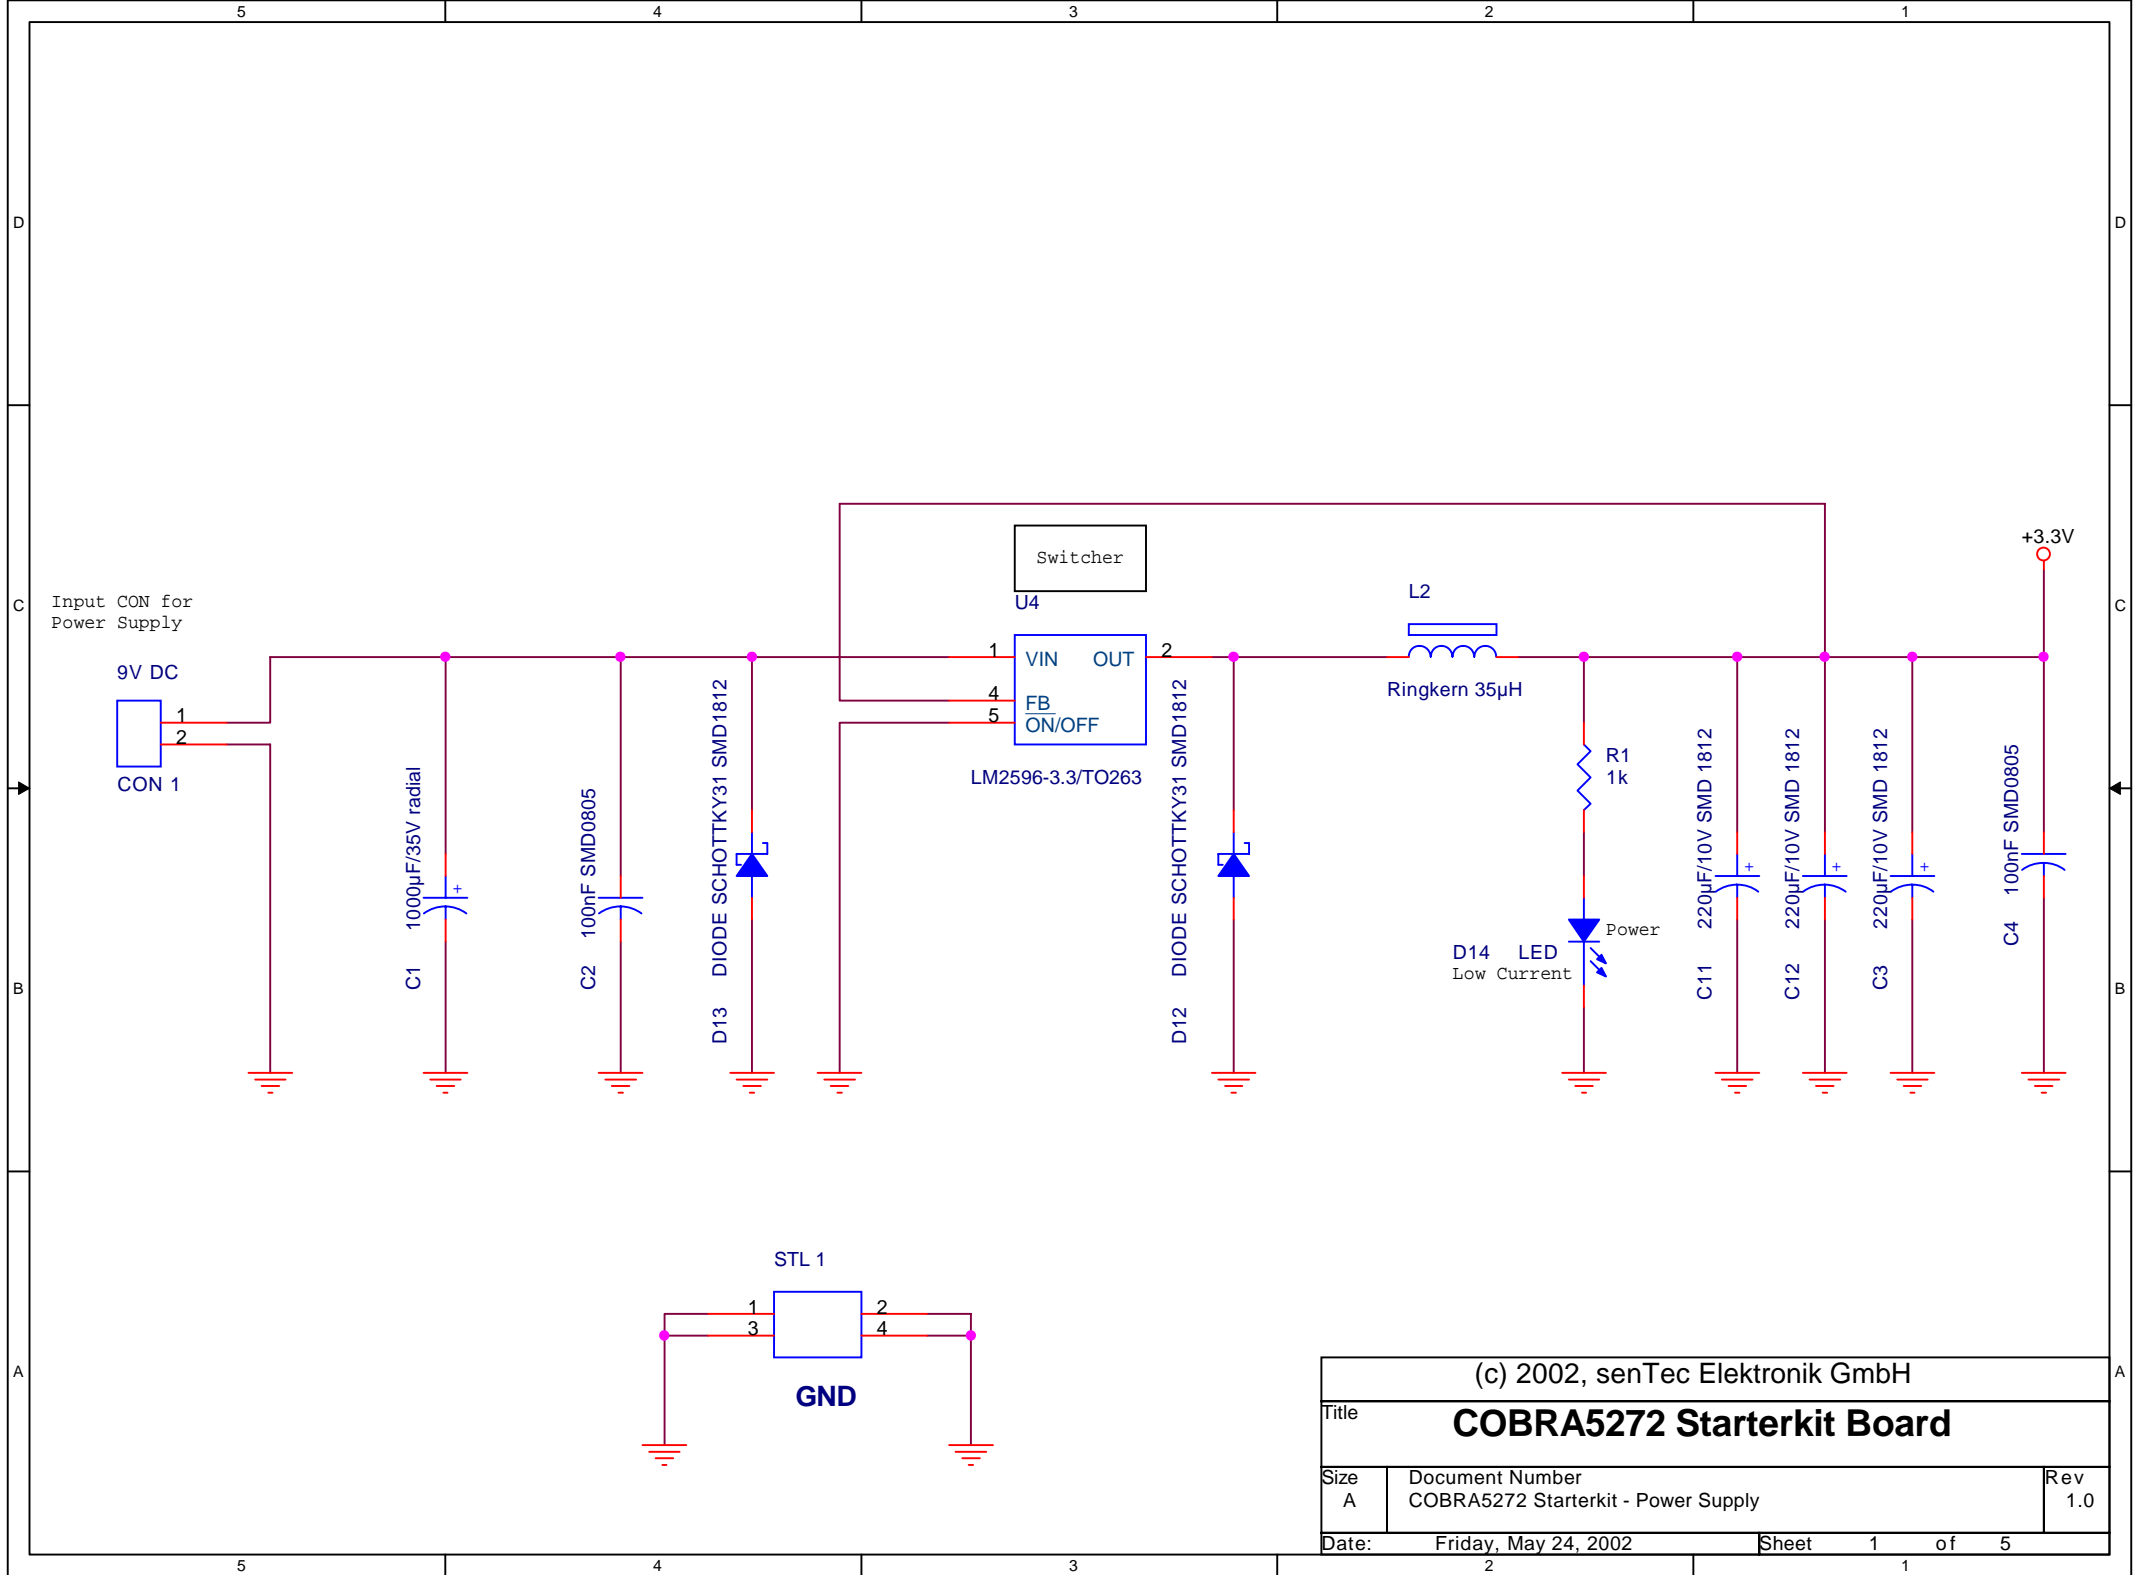 5 4 3 2 1
D D
C C
B B
A A
Input CON for
Power Supply
9V DC
1
2
CON 1
C1 1000µF/35V radial
+
C2 100nF SMD0805
D13 DIODE SCHOTTKY31 SMD1812
Switcher
U4
1 VIN OUT 2
4 FB
5 ON/OFF
LM2596-3.3/TO263
D12 DIODE SCHOTTKY31 SMD1812
L2
Ringkern 35µH
R1
1k
Power
D14 LED
Low Current
C11 220µF/10V SMD 1812
+
C12 220µF/10V SMD 1812
+
C3 220µF/10V SMD 1812
+
C4 100nF SMD0805
+3.3V
STL 1
1 2
3 4
GND
(c) 2002, senTec Elektronik GmbH
Title
COBRA5272 Starterkit Board
Size Document Number Rev
A COBRA5272 Starterkit - Power Supply 1.0
Date: Friday, May 24, 2002 Sheet 1 of 5
5 4 3 2 1